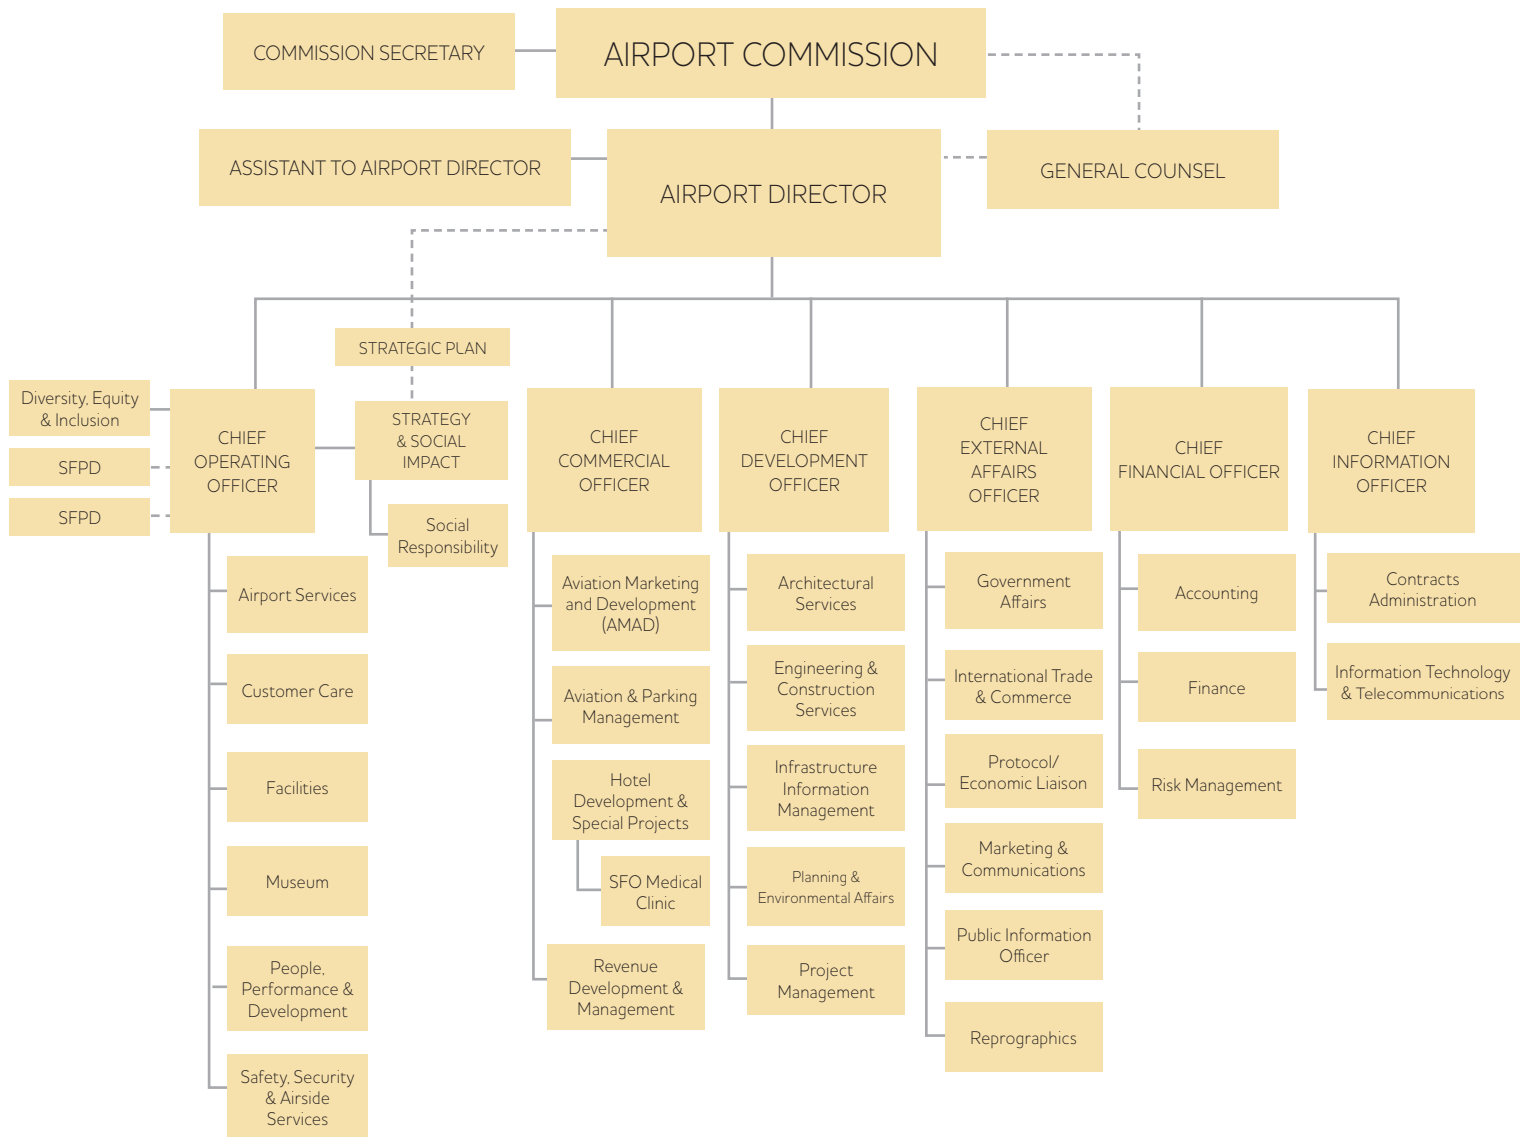 COMMISSION SECRETARY
AIRPORT COMMISSION
ASSISTANT TO AIRPORT DIRECTOR
AIRPORT DIRECTOR
GENERAL COUNSEL
STRATEGIC PLAN
Diversity, Equity
& Inclusion
SFPD
SFPD
CHIEF
OPERATING
OFFICER
STRATEGY
& SOCIAL
IMPACT
Social
Responsibility
Airport Services
Customer Care
Facilities
Museum
People,
Performance &
Development
Safety, Security
& Airside
Services
CHIEF
COMMERCIAL
OFFICER
Aviation Marketing
and Development
(AMAD)
Aviation & Parking
Management
Hotel
Development &
Special Projects
SFO Medical
Clinic
Revenue
Development &
Management
CHIEF
DEVELOPMENT
OFFICER
Architectural
Services
Engineering &
Construction
Services
Infrastructure
Information
Management
Planning &
Environmental Affairs
Project
Management
CHIEF
EXTERNAL
AFFAIRS
OFFICER
Government
Affairs
International Trade
& Commerce
Protocol/
Economic Liaison
Marketing &
Communications
Public Information
Officer
Reprographics
CHIEF
FINANCIAL OFFICER
Accounting
Finance
Risk Management
CHIEF
INFORMATION
OFFICER
Contracts
Administration
Information Technology
& Telecommunications